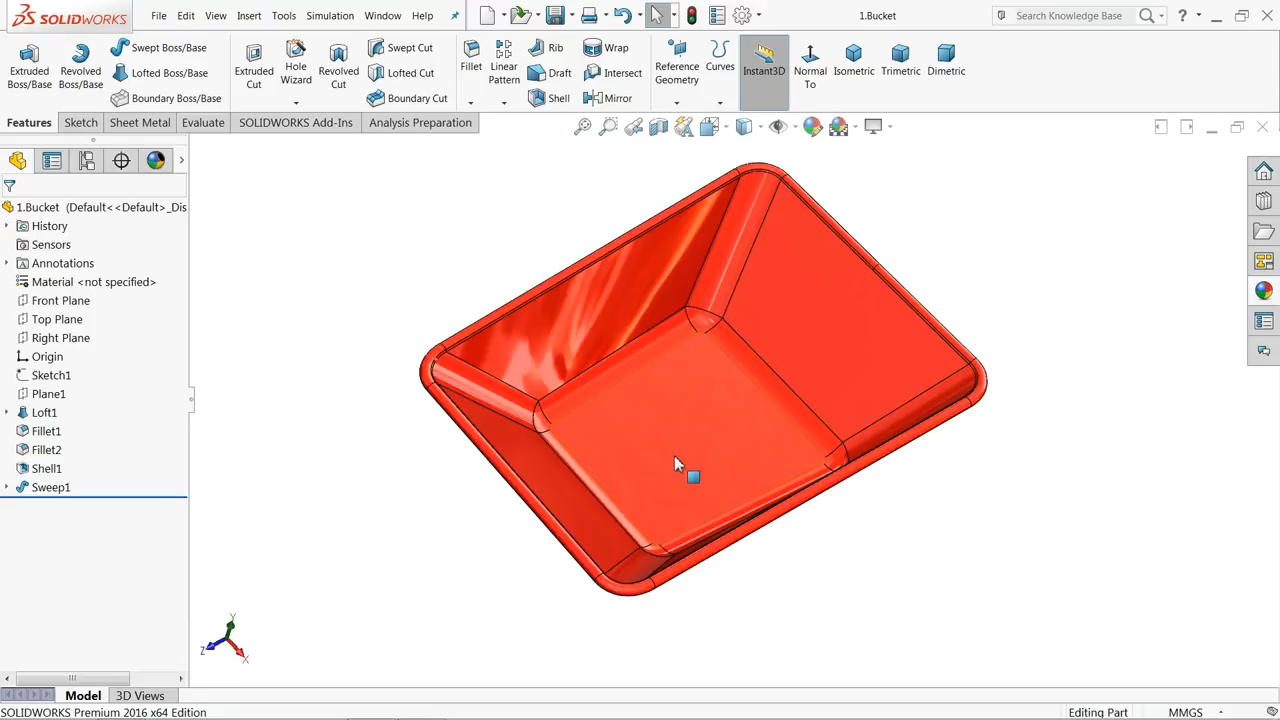 SOLIDWORKS File Edit View Insert Tools Simulation Window Help 1.Bucket Search Knowledge Base ?
Extruded Boss/Base
Revolved Boss/Base
Swept Boss/Base
Lofted Boss/Base
Boundary Boss/Base
Extruded Cut
Hole Wizard
Revolved Cut
Swept Cut
Lofted Cut
Boundary Cut
Fillet
Linear Pattern
Rib
Draft
Shell
Wrap
Intersect
Mirror
Reference Geometry
Curves
Instant3D
Normal To
Isometric
Trimetric
Dimetric
Features Sketch Sheet Metal Evaluate SOLIDWORKS Add-Ins Analysis Preparation
1.Bucket (Default<<Default>_Dis
History
Sensors
Annotations
Material <not specified>
Front Plane
Top Plane
Right Plane
Origin
Sketch1
Plane1
Loft1
Fillet1
Fillet2
Shell1
Sweep1
Y
Z
X
Model 3D Views
SOLIDWORKS Premium 2016 x64 Edition Editing Part MMGS